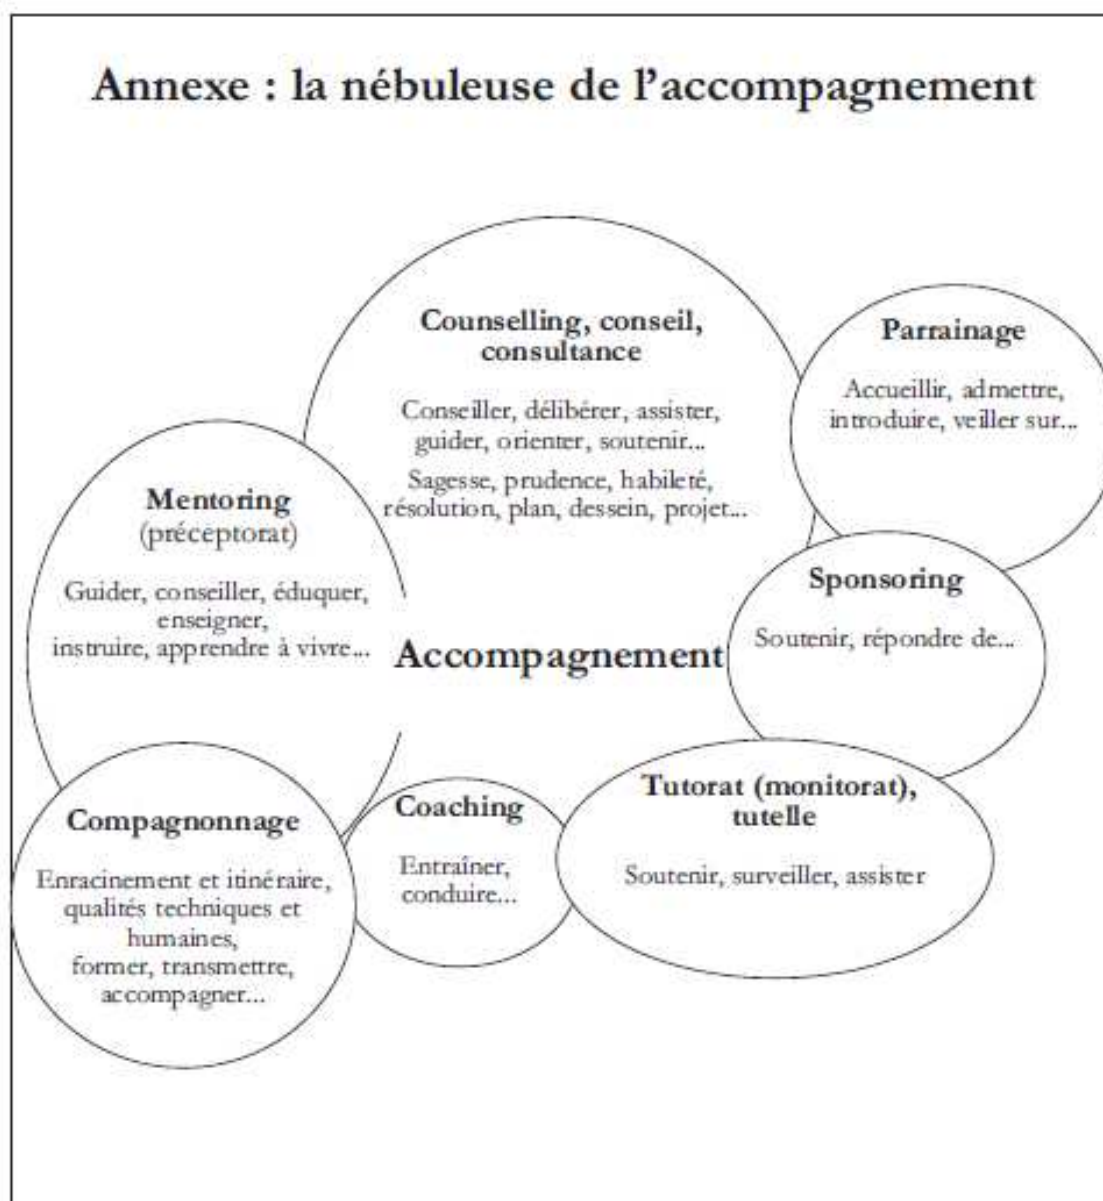 Annexe : la nébuleuse de l'accompagnement
Counselling, conseil,
consultance
Conseiller, délibérer, assister,
guider, orienter, soutenir...
Sagesse, prudence, habileté,
résolution, plan, dessein, projet...
Parrainage
Accueillir, admettre,
introduire, veiller sur...
Mentoring
(préceptorat)
Guider, conseiller, éduquer,
enseigner,
instruire, apprendre à vivre...
Sponsoring
Soutenir, répondre de...
Accompagnement
Compagnonnage
Enracinement et itinéraire,
qualités techniques et
humaines,
former, transmettre,
accompagner...
Coaching
Entraîner,
conduire...
Tutorat (monitorat),
tutelle
Soutenir, surveiller, assister